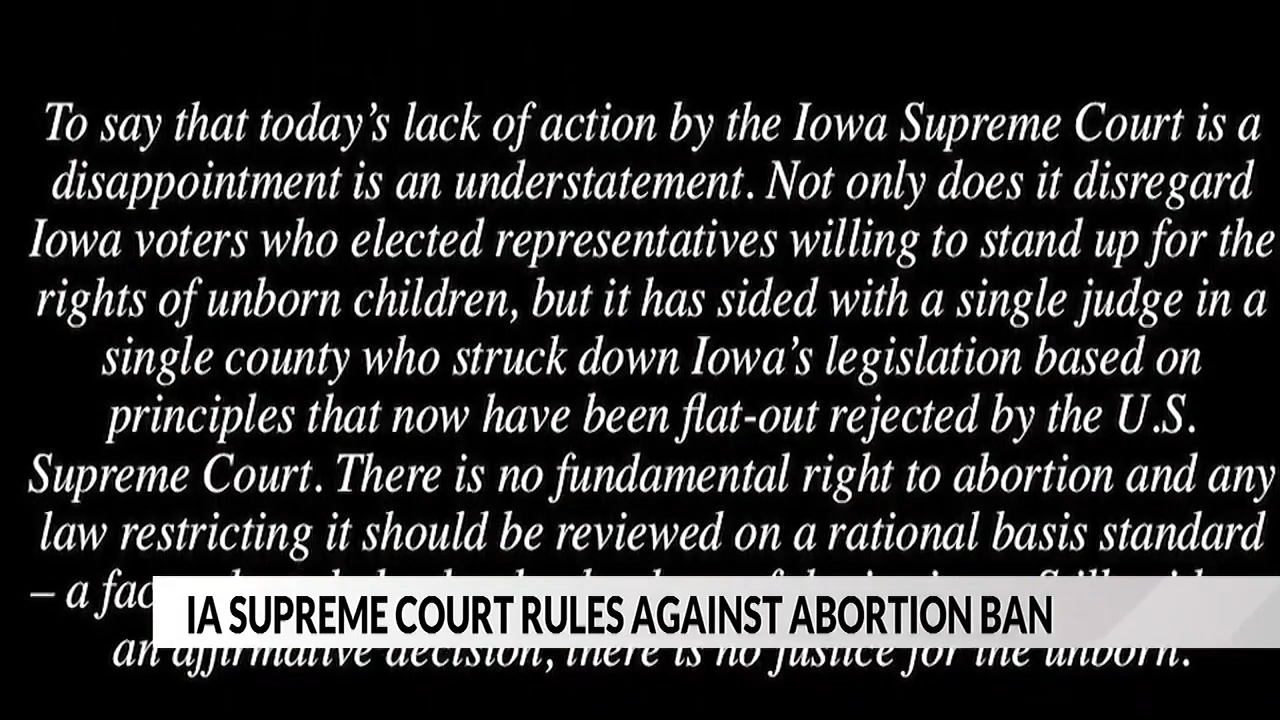 To say that today’s lack of action by the Iowa Supreme Court is a
disappointment is an understatement. Not only does it disregard
Iowa voters who elected representatives willing to stand up for the
rights of unborn children, but it has sided with a single judge in a
single county who struck down Iowa’s legislation based on
principles that now have been flat-out rejected by the U.S.
Supreme Court. There is no fundamental right to abortion and any
law restricting it should be reviewed on a rational basis standard
– a
IA SUPREME COURT RULES AGAINST ABORTION BAN
an affirmative decision, there is no justice for the unborn.